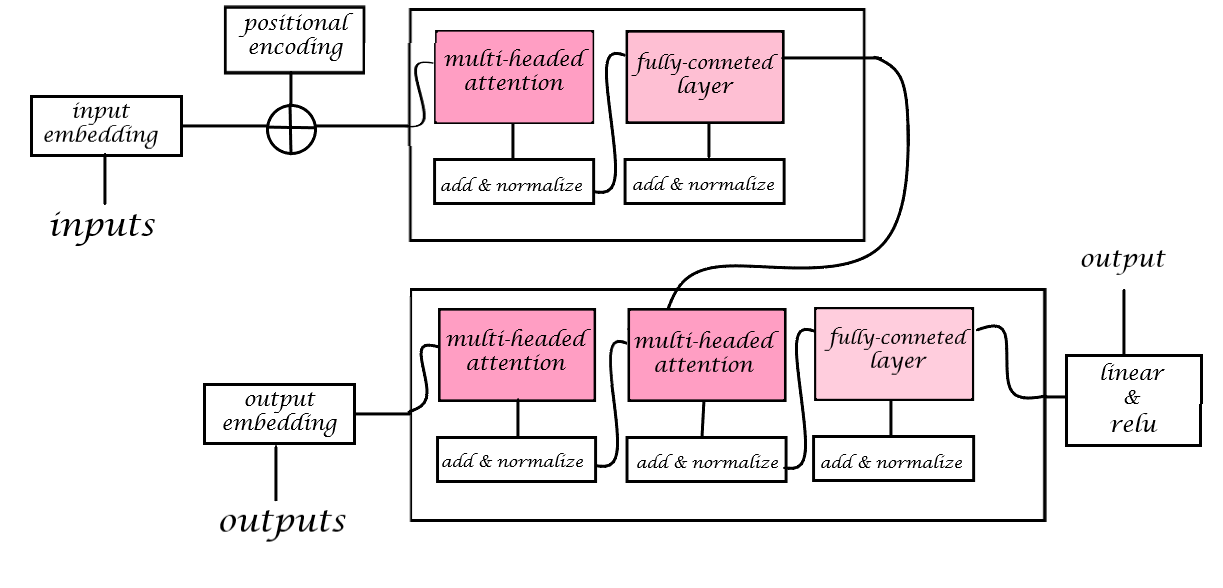 positional
encoding
input
embedding
inputs
multi-headed
attention
add & normalize
fully-conneted
layer
add & normalize
output
embedding
outputs
multi-headed
attention
add & normalize
multi-headed
attention
add & normalize
fully-conneted
layer
add & normalize
output
linear
&
relu